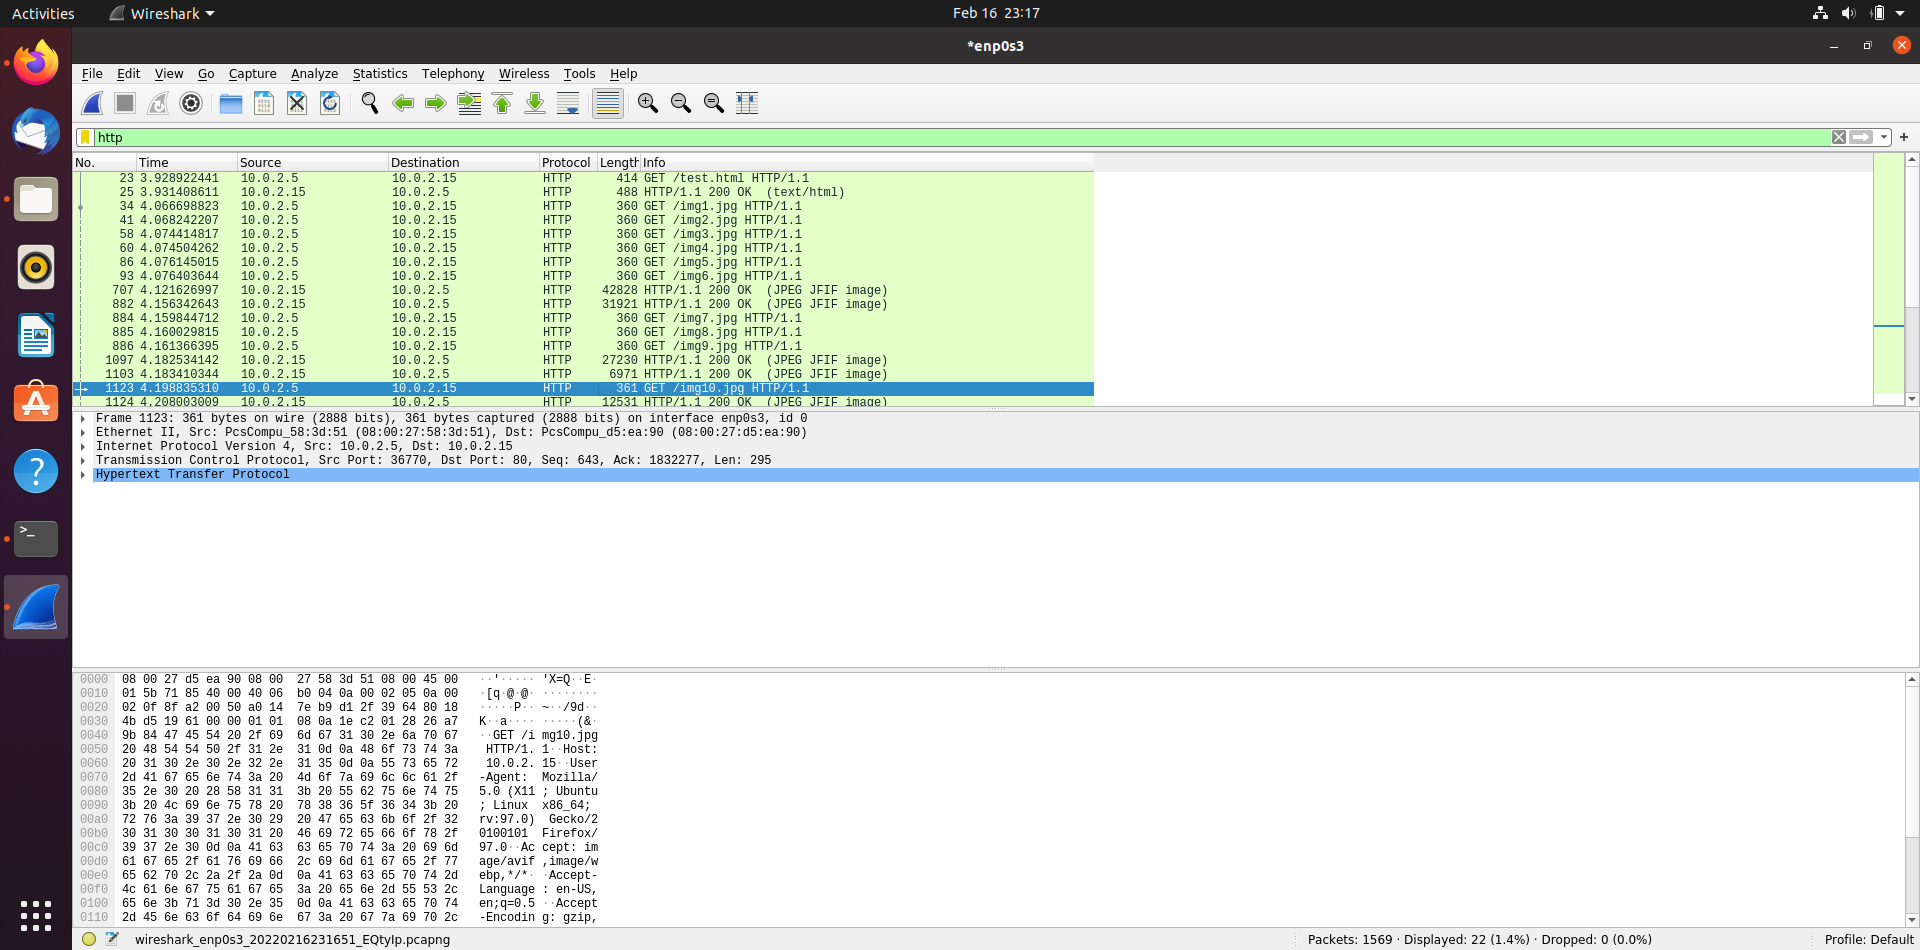 Activities Wireshark Feb 16 23:17
*enp0s3
File Edit View Go Capture Analyze Statistics Telephony Wireless Tools Help
http
No. Time Source Destination Protocol Length Info
23 3.928922441 10.0.2.5 10.0.2.15 HTTP 414 GET /test.html HTTP/1.1
25 3.931408611 10.0.2.15 10.0.2.5 HTTP 488 HTTP/1.1 200 OK (text/html)
34 4.066698823 10.0.2.5 10.0.2.15 HTTP 360 GET /img1.jpg HTTP/1.1
41 4.068242207 10.0.2.5 10.0.2.15 HTTP 360 GET /img2.jpg HTTP/1.1
58 4.074414817 10.0.2.5 10.0.2.15 HTTP 360 GET /img3.jpg HTTP/1.1
60 4.074504262 10.0.2.5 10.0.2.15 HTTP 360 GET /img4.jpg HTTP/1.1
86 4.076145015 10.0.2.5 10.0.2.15 HTTP 360 GET /img5.jpg HTTP/1.1
93 4.076403644 10.0.2.5 10.0.2.15 HTTP 360 GET /img6.jpg HTTP/1.1
707 4.121626997 10.0.2.15 10.0.2.5 HTTP 42828 HTTP/1.1 200 OK (JPEG JFIF image)
882 4.156342643 10.0.2.15 10.0.2.5 HTTP 31921 HTTP/1.1 200 OK (JPEG JFIF image)
884 4.159844712 10.0.2.5 10.0.2.15 HTTP 360 GET /img7.jpg HTTP/1.1
885 4.160029815 10.0.2.5 10.0.2.15 HTTP 360 GET /img8.jpg HTTP/1.1
886 4.161366395 10.0.2.5 10.0.2.15 HTTP 360 GET /img9.jpg HTTP/1.1
1097 4.182534142 10.0.2.15 10.0.2.5 HTTP 27230 HTTP/1.1 200 OK (JPEG JFIF image)
1103 4.183410344 10.0.2.15 10.0.2.5 HTTP 6971 HTTP/1.1 200 OK (JPEG JFIF image)
1123 4.198835310 10.0.2.5 10.0.2.15 HTTP 361 GET /img10.jpg HTTP/1.1
1124 4.208003009 10.0.2.15 10.0.2.5 HTTP 12531 HTTP/1.1 200 OK (JPEG JFIF image)
Frame 1123: 361 bytes on wire (2888 bits), 361 bytes captured (2888 bits) on interface enp0s3, id 0
Ethernet II, Src: PcsCompu_58:3d:51 (08:00:27:58:3d:51), Dst: PcsCompu_d5:ea:90 (08:00:27:d5:ea:90)
Internet Protocol Version 4, Src: 10.0.2.5, Dst: 10.0.2.15
Transmission Control Protocol, Src Port: 36770, Dst Port: 80, Seq: 643, Ack: 1832277, Len: 295
Hypertext Transfer Protocol
0000 08 00 27 d5 ea 90 08 00 27 58 3d 51 08 00 45 00 ··'····· 'X=Q··E·
0010 01 5b 71 85 40 00 40 06 b0 04 0a 00 02 05 0a 00 ·[q·@·@· ········
0020 02 0f 8f a2 00 50 a0 14 7e b9 d1 2f 39 64 80 18 ·····P·· ~··/9d··
0030 4b d5 19 61 00 00 01 01 08 0a 1e c2 01 28 26 a7 K··a···· ·····(&·
0040 9b 84 47 45 54 20 2f 69 6d 67 31 30 2e 6a 70 67 ··GET /i mg10.jpg
0050 20 48 54 54 50 2f 31 2e 31 0d 0a 48 6f 73 74 3a HTTP/1. 1··Host:
0060 20 31 30 2e 30 2e 32 2e 31 35 0d 0a 55 73 65 72 10.0.2. 15··User
0070 2d 41 67 65 6e 74 3a 20 4d 6f 7a 69 6c 6c 61 2f -Agent: Mozilla/
0080 35 2e 30 20 28 58 31 31 3b 20 55 62 75 6e 74 75 5.0 (X11 ; Ubuntu
0090 3b 20 4c 69 6e 75 78 20 78 38 36 5f 36 34 3b 20 ; Linux x86_64;
00a0 72 76 3a 39 37 2e 30 29 20 47 65 63 6b 6f 2f 32 rv:97.0) Gecko/2
00b0 30 31 30 30 31 30 31 20 46 69 72 65 66 6f 78 2f 0100101 Firefox/
00c0 39 37 2e 30 0d 0a 41 63 63 65 70 74 3a 20 69 6d 97.0··Ac cept: im
00d0 61 67 65 2f 61 76 69 66 2c 69 6d 61 67 65 2f 77 age/avif ,image/w
00e0 65 62 70 2c 2a 2f 2a 0d 0a 41 63 63 65 70 74 2d ebp,*/*· ·Accept-
00f0 4c 61 6e 67 75 61 67 65 3a 20 65 6e 2d 55 53 2c Language : en-US,
0100 65 6e 3b 71 3d 30 2e 35 0d 0a 41 63 63 65 70 74 en;q=0.5 ··Accept
0110 2d 45 6e 63 6f 64 69 6e 67 3a 20 67 7a 69 70 2c -Encodin g: gzip,
wireshark_enp0s3_20220216231651_EQtyIp.pcapng Packets: 1569 · Displayed: 22 (1.4%) · Dropped: 0 (0.0%) Profile: Default